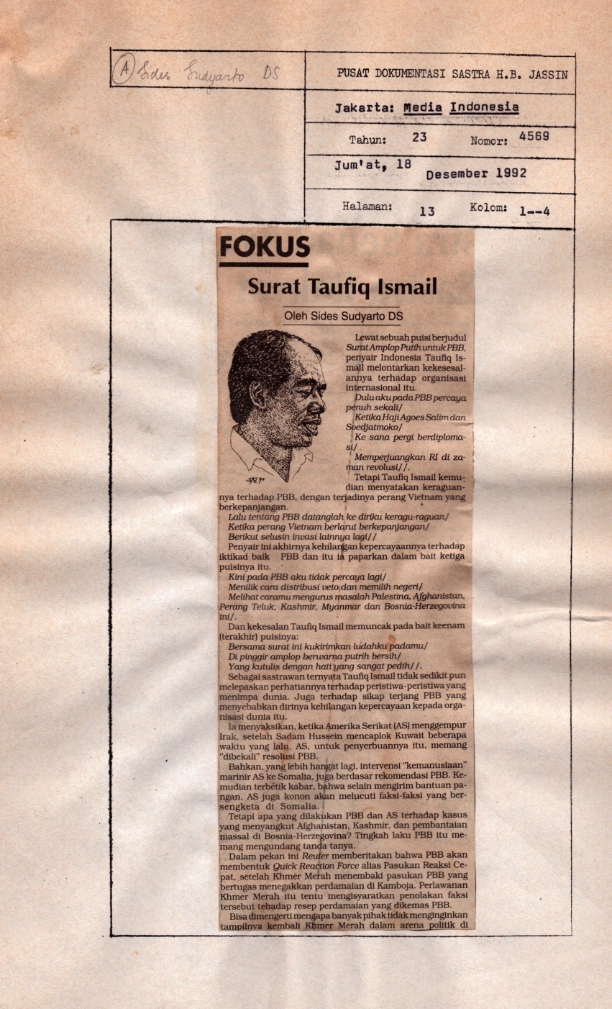 A Sides Sudyarto DS
PUSAT DOKUMENTASI SASTRA H.B. JASSIN
Jakarta: Media Indonesia
Tahun: 23 Nomor: 4569
Jum'at, 18 Desember 1992
Halaman: 13 Kolom: 1--4
FOKUS
Surat Taufiq Ismail
Oleh Sides Sudyarto DS
Lewat sebuah puisi berjudul
Surat Amplop Putih untuk PBB,
penyair Indonesia Taufiq Is-
mail melontarkan kekesesal-
annya terhadap organisasi
internasional itu.
Dulu aku pada PBB percaya
penuh sekali/
Ketika Haji Agoes Salim dan
Soedjatmoko/
Ke sana pergi berdiploma-
si/
Memperjuangkan RI di za-
man revolusi//.
Tetapi Taufiq Ismail kemu-
dian menyatakan keraguan-
nya terhadap PBB, dengan terjadinya perang Vietnam yang
berkepanjangan.
Lalu tentang PBB datanglah ke diriku keragu-raguan/
Ketika perang Vietnam berlarut berkepanjangan/
Berikut selusin invasi lainnya lagi//
Penyair ini akhirnya kehilangan kepercayaannya terhadap
iktikad baik PBB dan itu ia paparkan dalam bait ketiga
puisinya itu.
Kini pada PBB aku tidak percaya lagi/
Menilik cara distribusi veto dan memilih negeri/
Melihat caramu mengurus masalah Palestina, Afghanistan,
Perang Teluk, Kashmir, Myanmar dan Bosnia-Herzegovina
ini/.
Dan kekesalan Taufiq Ismail memuncak pada bait keenam
(terakhir) puisinya:
Bersama surat ini kukirimkan ludahku padamu/
Di pinggir amplop berwarna putrih bersih/
Yang kutulis dengan hati yang sangat pedih//.
Sebagai sastrawan ternyata Taufiq Ismail tidak sedikit pun
melepaskan perhatiannya terhadap peristiwa-peristiwa yang
menimpa dunia. Juga terhadap sikap terjang PBB yang
menyebabkan dirinya kehilangan kepercayaan kepada orga-
nisasi dunia itu.
Ia menyaksikan, ketika Amerika Serikat (AS) menggempur
Irak, setelah Sadam Hussein mencaplok Kuwait beberapa
waktu yang lalu. AS, untuk penyerbuannya itu, memang
"dibekali" resolusi PBB.
Bahkan, yang lebih hangat lagi, intervensi "kemanusiaan"
marinir AS ke Somalia, juga berdasar rekomendasi PBB. Ke-
mudian terbetik kabar, bahwa selain mengirim bantuan pa-
ngan, AS juga konon akan melucuti faksi-faksi yang ber-
sengketa di Somalia.
Tetapi apa yang dilakukan PBB dan AS terhadap kasus
yang menyangkut Afghanistan, Kashmir, dan pembantaian
massal di Bosnia-Herzegovina? Tingkah laku PBB itu me-
mang mengundang tanda tanya.
Dalam pekan ini Reuter memberitakan bahwa PBB akan
membentuk Quick Reaction Force alias Pasukan Reaksi Ce-
pat, setelah Khmer Merah menembaki pasukan PBB yang
bertugas menegakkan perdamaian di Kamboja. Perlawanan
Khmer Merah itu tentu mengisyaratkan penolakan faksi
tersebut tehadap resep perdamaian yang dikemas PBB.
Bisa dimengerti mengapa banyak pihak tidak menginginkan
tampilnya kembali Khmer Merah dalam arena politik di